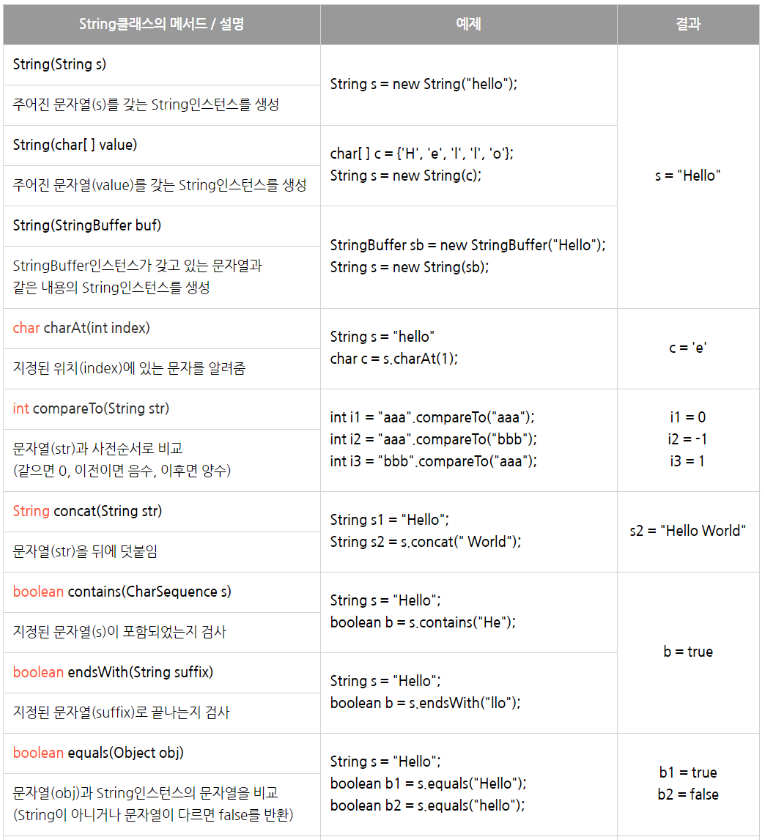 String클래스의 메서드 / 설명
예제
결과
String(String s)
주어진 문자열(s)를 갖는 String인스턴스를 생성
String s = new String("hello");
String(char[ ] value)
주어진 문자열(value)를 갖는 String인스턴스를 생성
char[ ] c = {'H', 'e', 'l', 'l', 'o'};
String s = new String(c);
s = "Hello"
String(StringBuffer buf)
StringBuffer인스턴스가 갖고 있는 문자열과
같은 내용의 String인스턴스를 생성
StringBuffer sb = new StringBuffer("Hello");
String s = new String(sb);
char charAt(int index)
지정된 위치(index)에 있는 문자를 알려줌
String s = "hello"
char c = s.charAt(1);
c = 'e'
int compareTo(String str)
문자열(str)과 사전순서로 비교
(같으면 0, 이전이면 음수, 이후면 양수)
int i1 = "aaa".compareTo("aaa");
int i2 = "aaa".compareTo("bbb");
int i3 = "bbb".compareTo("aaa");
i1 = 0
i2 = -1
i3 = 1
String concat(String str)
문자열(str)을 뒤에 덧붙임
String s1 = "Hello";
String s2 = s.concat(" World");
s2 = "Hello World"
boolean contains(CharSequence s)
지정된 문자열(s)이 포함되었는지 검사
String s = "Hello";
boolean b = s.contains("He");
b = true
boolean endsWith(String suffix)
지정된 문자열(suffix)로 끝나는지 검사
String s = "Hello";
boolean b = s.endsWith("llo");
boolean equals(Object obj)
문자열(obj)과 String인스턴스의 문자열을 비교
(String이 아니거나 문자열이 다르면 false를 반환)
String s = "Hello";
boolean b1 = s.equals("Hello");
boolean b2 = s.equals("hello");
b1 = true
b2 = false